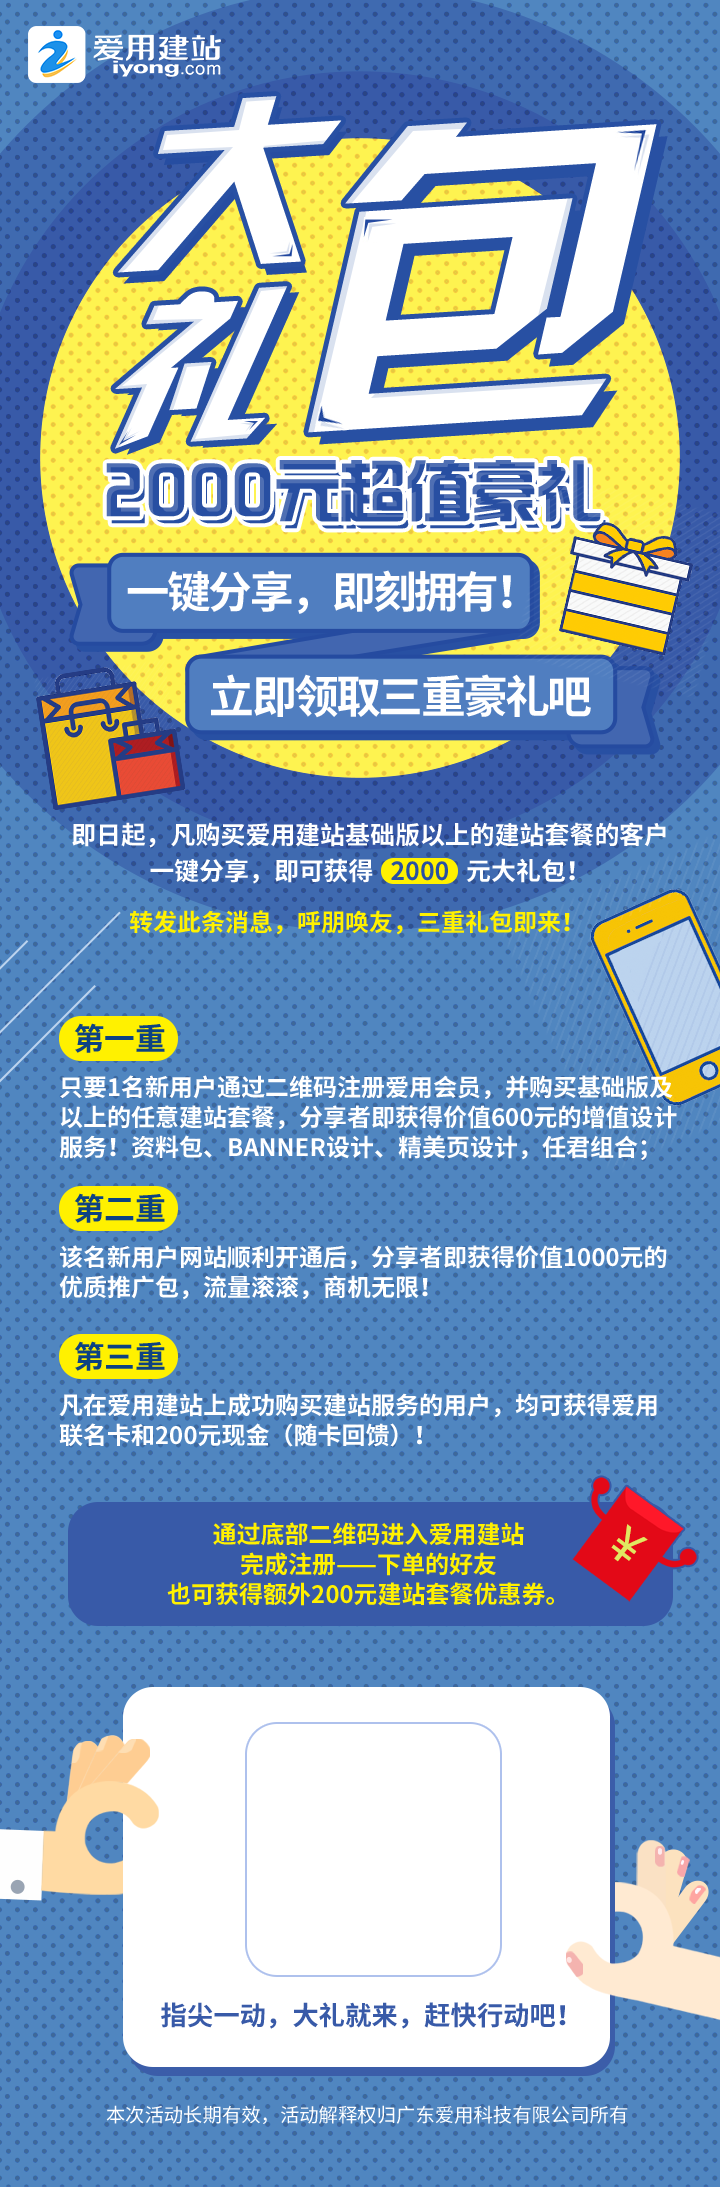 爱用建站
iyong.com
大礼包
2000元超值豪礼
一键分享，即刻拥有！
立即领取三重豪礼吧
即日起，凡购买爱用建站基础版以上的建站套餐的客户
一键分享，即可获得 2000 元大礼包！
转发此条消息，呼朋唤友，三重礼包即来！
第一重
只要1名新用户通过二维码注册爱用会员，并购买基础版及
以上的任意建站套餐，分享者即获得价值600元的增值设计
服务！资料包、BANNER设计、精美页设计，任君组合；
第二重
该名新用户网站顺利开通后，分享者即获得价值1000元的
优质推广包，流量滚滚，商机无限！
第三重
凡在爱用建站上成功购买建站服务的用户，均可获得爱用
联名卡和200元现金（随卡回馈）！
通过底部二维码进入爱用建站
完成注册——下单的好友
也可获得额外200元建站套餐优惠券。
¥
指尖一动，大礼就来，赶快行动吧！
本次活动长期有效，活动解释权归广东爱用科技有限公司所有